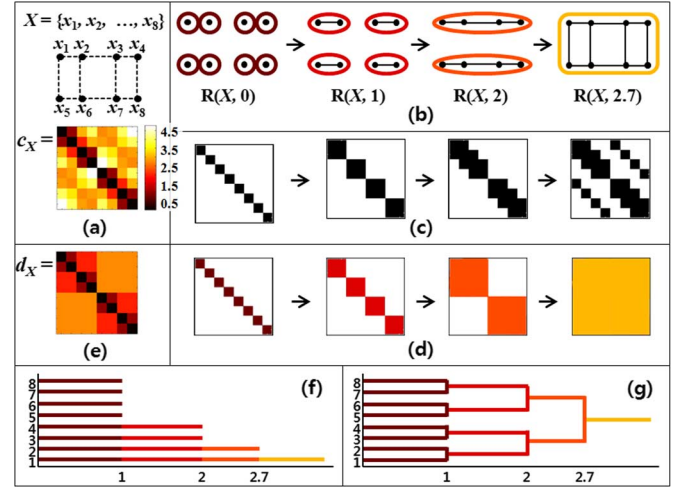 X = {x1, x2, …, x8}
x1 x2 x3 x4
x5 x6 x7 x8
cX =
4.5
3.5
2.5
1.5
0.5
(a)
R(X, 0) R(X, 1) R(X, 2) R(X, 2.7)
(b)
(c)
dX =
(e)
(d)
(f)
8
7
6
5
4
3
2
1
1 2 2.7
(g)
8
7
6
5
4
3
2
1
1 2 2.7